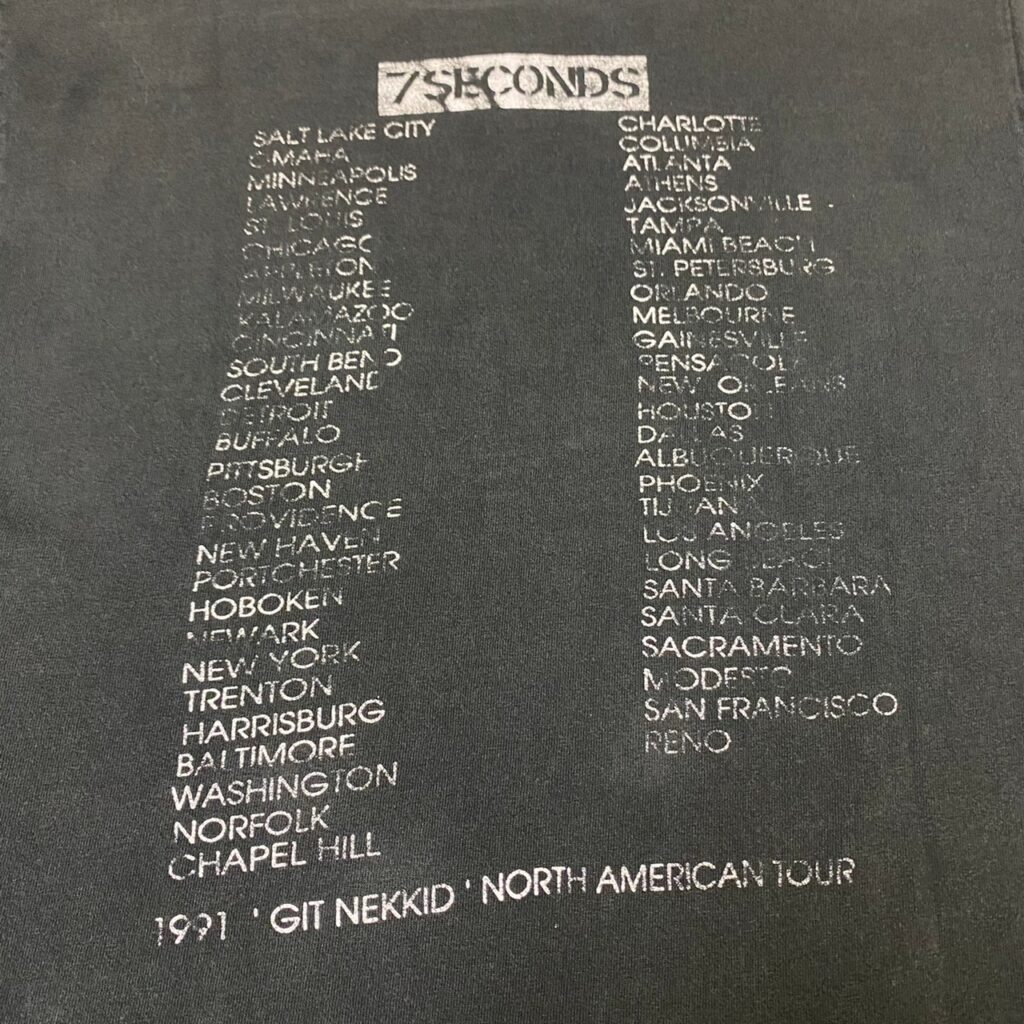 7SECONDS
SALT LAKE CITY
OMAHA
MINNEAPOLIS
LAWRENCE
ST. LOUIS
CHICAGO
APPLETON
MILWAUKEE
KALAMAZOO
CINCINNATI
SOUTH BEND
CLEVELAND
DETROIT
BUFFALO
PITTSBURGH
BOSTON
PROVIDENCE
NEW HAVEN
PORTCHESTER
HOBOKEN
NEWARK
NEW YORK
TRENTON
HARRISBURG
BALTIMORE
WASHINGTON
NORFOLK
CHAPEL HILL
CHARLOTTE
COLUMBIA
ATLANTA
ATHENS
JACKSONVILLE
TAMPA
MIAMI BEACH
ST. PETERSBURG
ORLANDO
MELBOURNE
GAINESVILLE
PENSACOLA
NEW ORLEANS
HOUSTON
DALLAS
ALBUQUERQUE
PHOENIX
TIJUANA
LOS ANGELES
LONG BEACH
SANTA BARBARA
SANTA CLARA
SACRAMENTO
MODESTO
SAN FRANCISCO
RENO
1991 ' GIT NEKKID ' NORTH AMERICAN TOUR